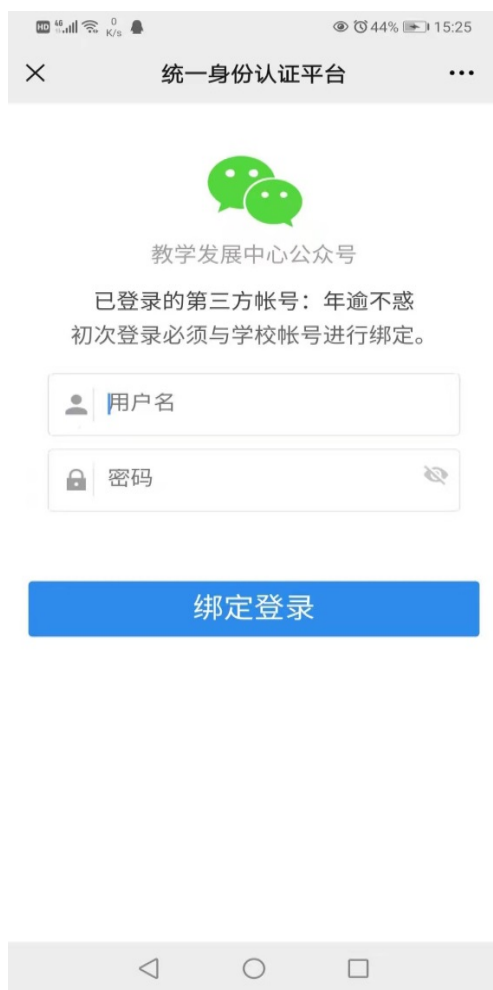 HD 4G 0 K/s 44% 15:25
统一身份认证平台
教学发展中心公众号
已登录的第三方帐号：年逾不惑
初次登录必须与学校帐号进行绑定。
用户名
密码
绑定登录